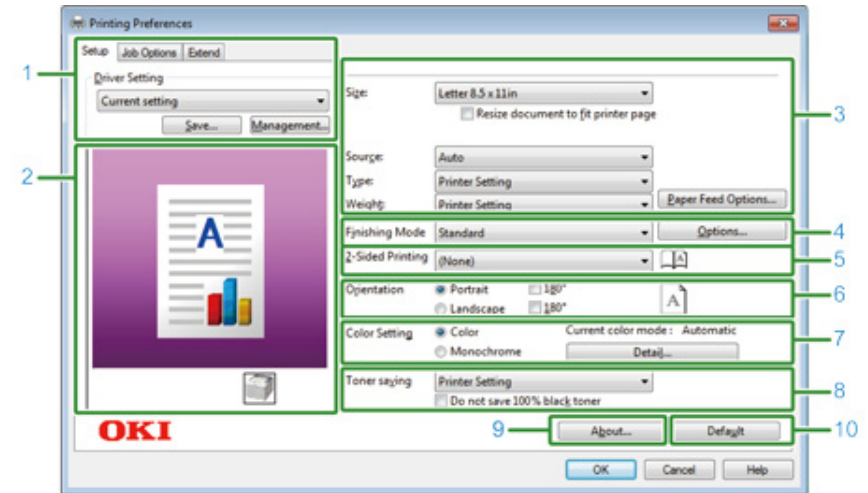 Printing Preferences
Setup Job Options Extend
1
Driver Setting
Current setting
Save... Management...
2
A
OKI
Size: Letter 8.5 x 11in
Resize document to fit printer page
3
Source: Auto
Type: Printer Setting
Weight: Printer Setting Paper Feed Options...
Finishing Mode Standard Options... 4
2-Sided Printing (None) A 5
Orientation Portrait 180°
Landscape 180° A 6
Color Setting Color Current color mode : Automatic
Monochrome Detail... 7
Toner saving Printer Setting
Do not save 100% black toner 8
9 About... Default 10
OK Cancel Help